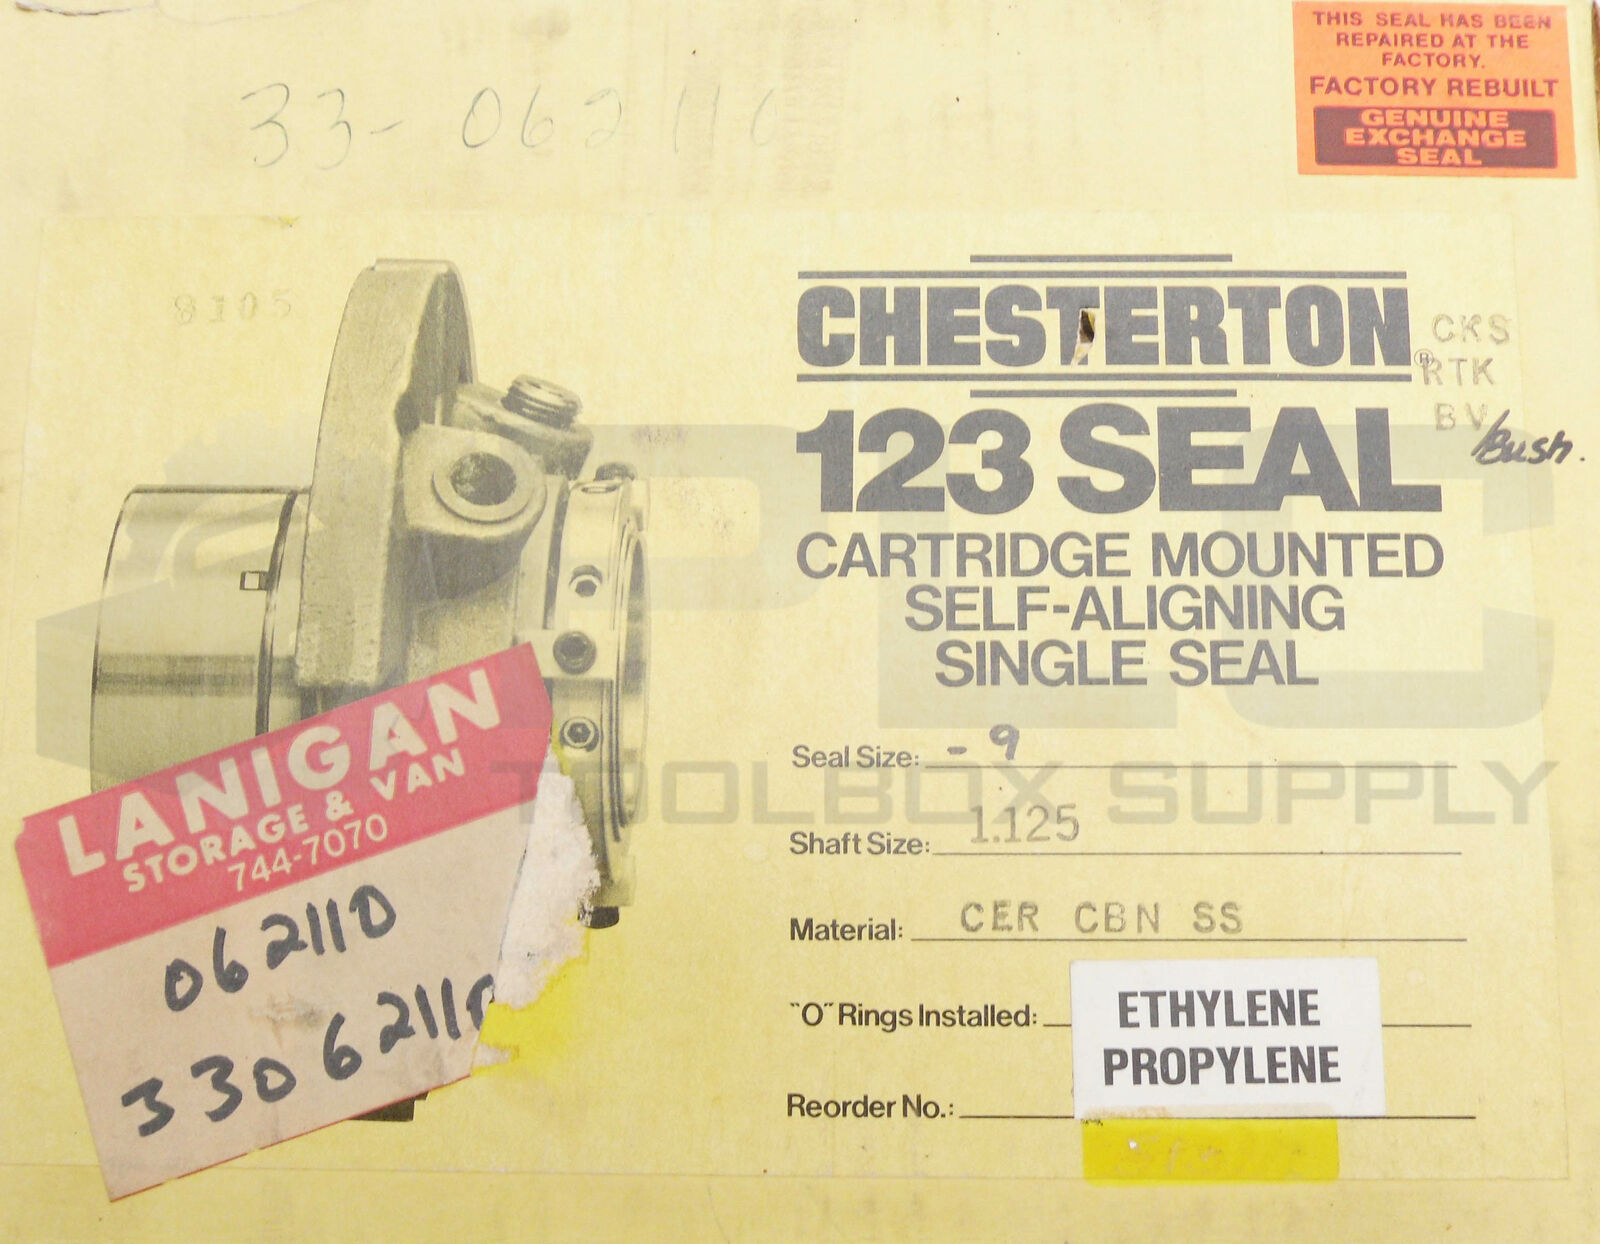 THIS SEAL HAS BEEN
REPAIRED AT THE
FACTORY.
FACTORY REBUILT
GENUINE
EXCHANGE
SEAL
33-062110
8105
CHESTERTON®
CKS
RTK
BV/Bush.
123 SEAL
CARTRIDGE MOUNTED
SELF-ALIGNING
SINGLE SEAL
PLC
TOOLBOX SUPPLY
Seal Size: -9
Shaft Size: 1.125
Material: CER CBN SS
"O" Rings Installed: ETHYLENE
PROPYLENE
Reorder No.:
LANIGAN
STORAGE & VAN
744-7070
062110
33062110